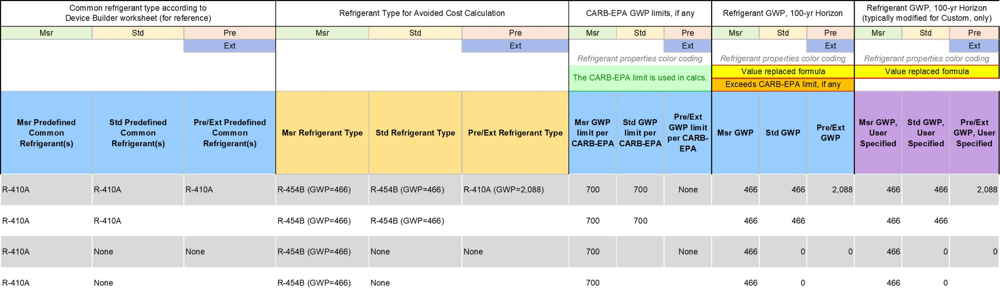 Common refrigerant type according to
Device Builder worksheet (for reference)
Refrigerant Type for Avoided Cost Calculation
CARB-EPA GWP limits, if any
Refrigerant GWP, 100-yr Horizon
Refrigerant GWP, 100-yr Horizon
(typically modified for Custom, only)
Msr Std Pre Msr Std Pre Msr Std Pre Msr Std Pre Msr Std Pre
Ext Ext Ext Ext Ext
Refrigerant properties color coding Refrigerant properties color coding Refrigerant properties color coding
The CARB-EPA limit is used in calcs.
Value replaced formula Value replaced formula
Exceeds CARB-EPA limit, if any
Msr Predefined
Common
Refrigerant(s)
Std Predefined
Common
Refrigerant(s)
Pre/Ext Predefined
Common
Refrigerant(s)
Msr Refrigerant Type
Std Refrigerant Type
Pre/Ext Refrigerant Type
Msr GWP
limit per
CARB-EPA
Std GWP
limit per
CARB-EPA
Pre/Ext
GWP limit
per CARB-
EPA
Msr GWP
Std GWP
Pre/Ext
GWP
Msr GWP,
User
Specified
Std GWP,
User
Specified
Pre/Ext
GWP, User
Specified
R-410A R-410A R-410A R-454B (GWP=466) R-454B (GWP=466) R-410A (GWP=2,088) 700 700 None 466 466 2,088 466 466 2,088
R-410A R-410A R-454B (GWP=466) R-454B (GWP=466) 700 700 466 466 466 466
R-410A None None R-454B (GWP=466) None None 700 None 466 0 0 466 0 0
R-410A None R-454B (GWP=466) None 700 466 0 466 0